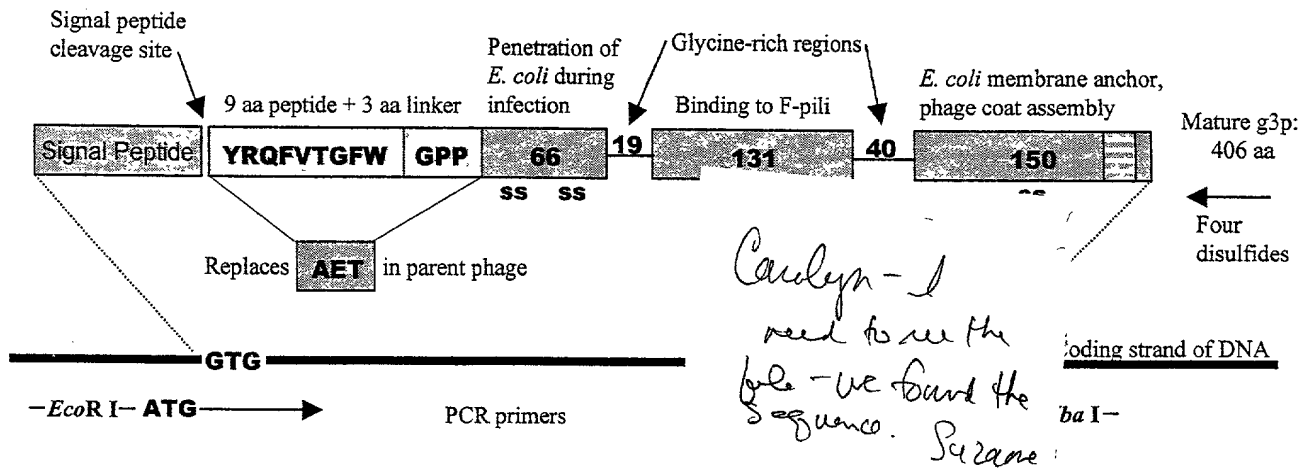 Signal peptide
cleavage site
Penetration of
E. coli during
infection
Glycine-rich regions
E. coli membrane anchor,
phage coat assembly
9 aa peptide + 3 aa linker
Binding to F-pili
Mature g3p:
406 aa
Signal Peptide
YRQFVTGFW
GPP
66
19
131
40
150
ss ss
ss
Four
disulfides
Replaces AET in parent phage
Carolyn - I
need to see the
file - we found the
sequence. Suzanne
GTG
oding strand of DNA
-EcoR I- ATG
PCR primers
ba I-